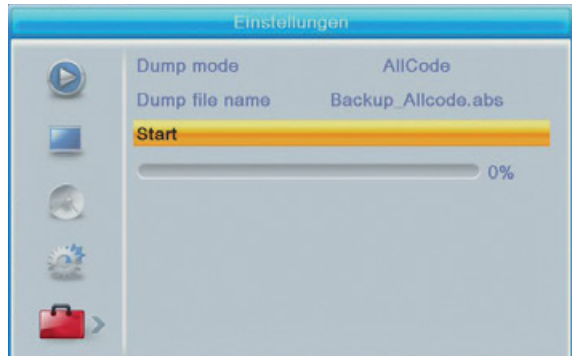 Einstellungen
Dump mode AllCode
Dump file name Backup_Allcode.abs
Start
0%